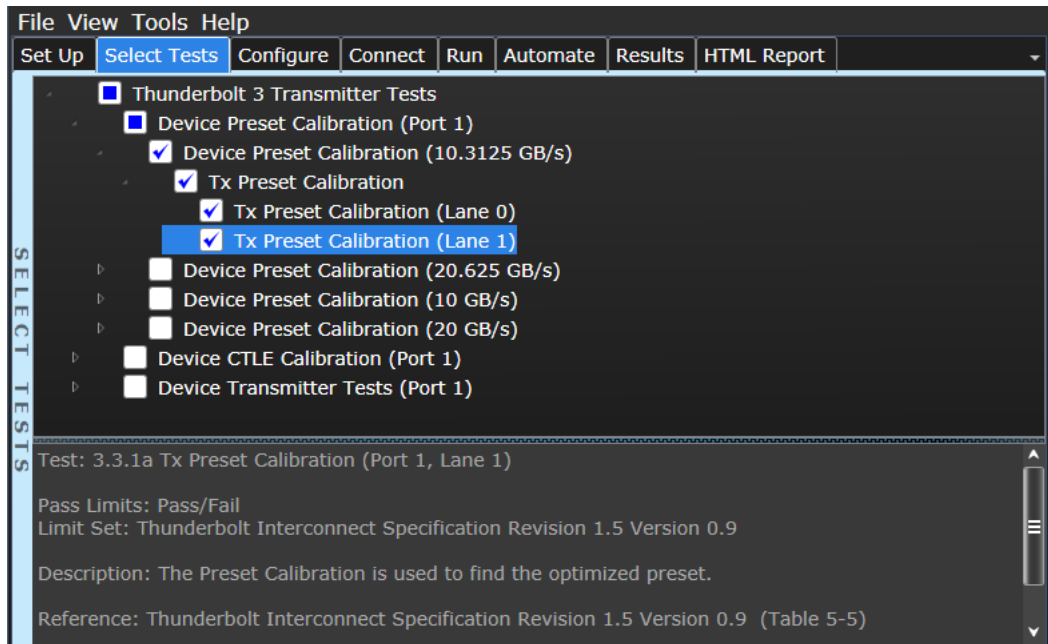 File View Tools Help
Set Up Select Tests Configure Connect Run Automate Results HTML Report
Thunderbolt 3 Transmitter Tests
Device Preset Calibration (Port 1)
Device Preset Calibration (10.3125 GB/s)
Tx Preset Calibration
Tx Preset Calibration (Lane 0)
Tx Preset Calibration (Lane 1)
Device Preset Calibration (20.625 GB/s)
Device Preset Calibration (10 GB/s)
Device Preset Calibration (20 GB/s)
Device CTLE Calibration (Port 1)
Device Transmitter Tests (Port 1)
SELECT TESTS
Test: 3.3.1a Tx Preset Calibration (Port 1, Lane 1)
Pass Limits: Pass/Fail
Limit Set: Thunderbolt Interconnect Specification Revision 1.5 Version 0.9
Description: The Preset Calibration is used to find the optimized preset.
Reference: Thunderbolt Interconnect Specification Revision 1.5 Version 0.9 (Table 5-5)